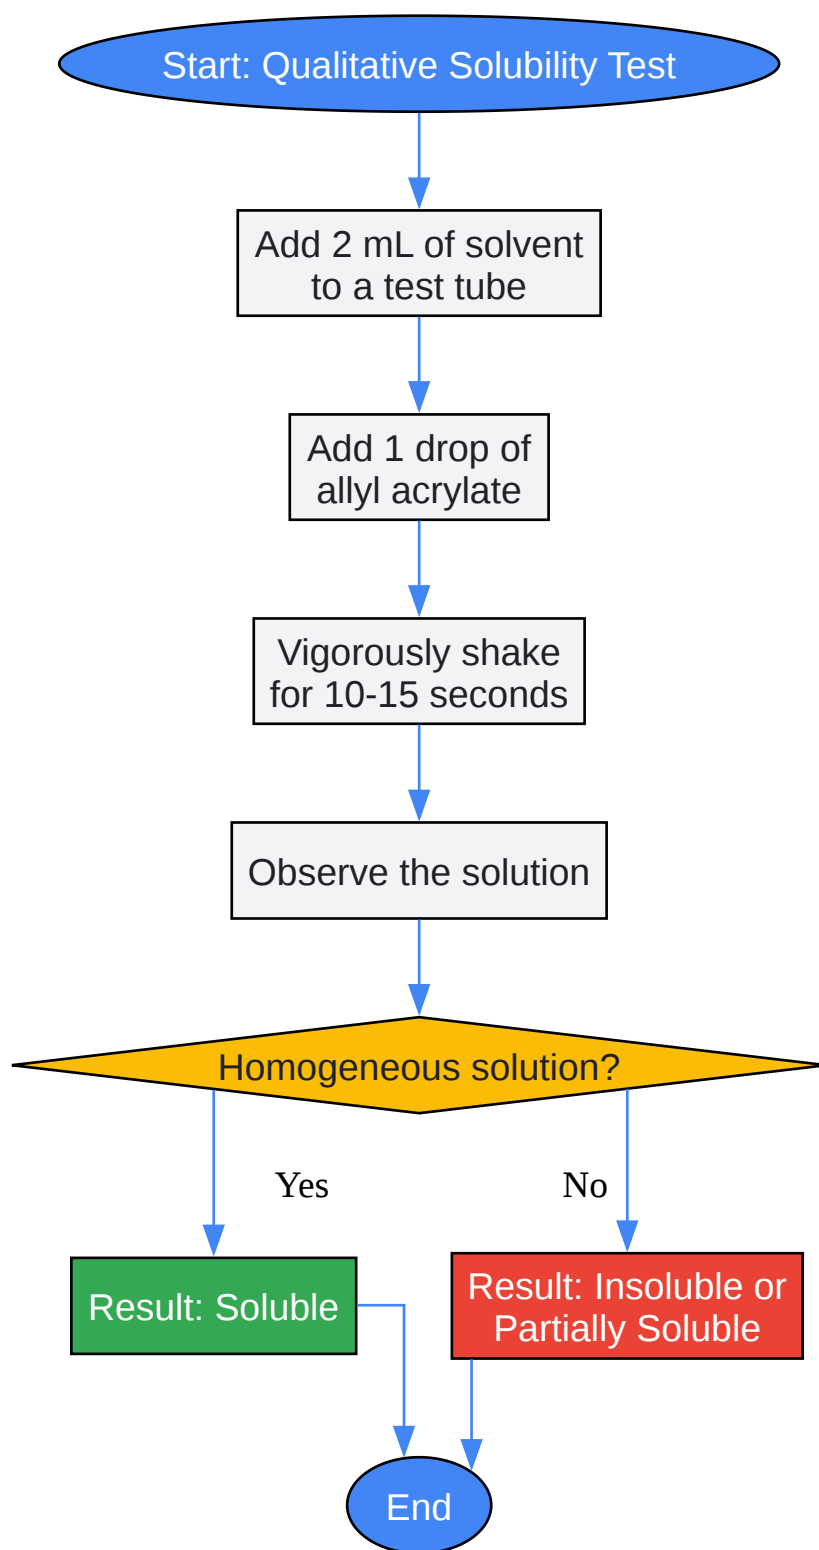 Start: Qualitative Solubility Test
Add 2 mL of solvent
to a test tube
Add 1 drop of
allyl acrylate
Vigorously shake
for 10-15 seconds
Observe the solution
Homogeneous solution?
Yes
No
Result: Soluble
Result: Insoluble or
Partially Soluble
End